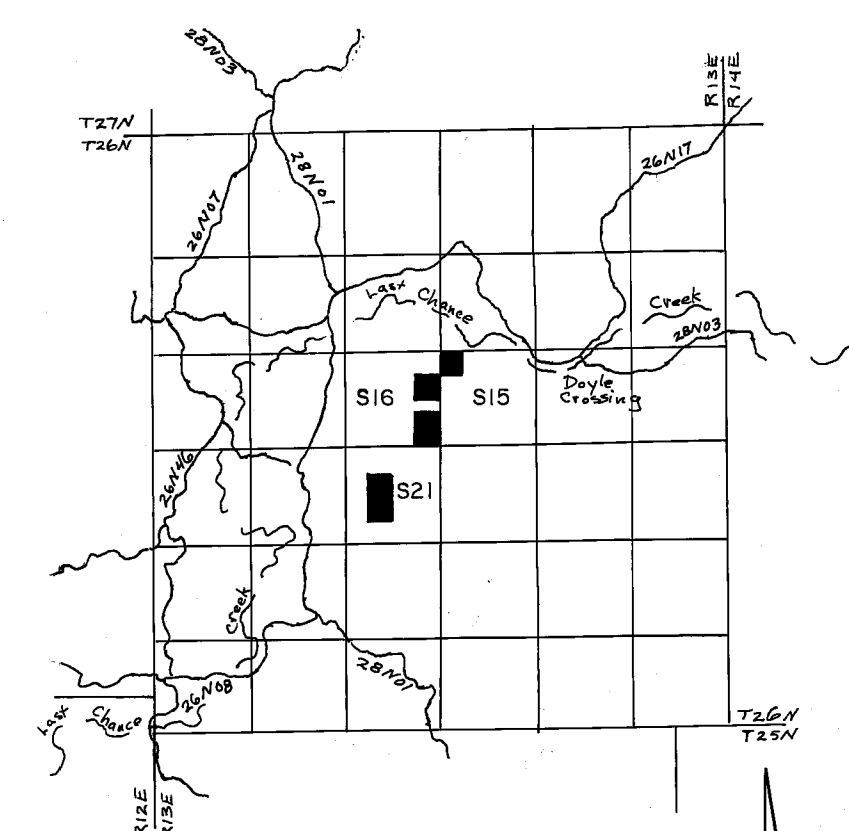 28N03
R13E
R14E
T27N
T26N
28N01
26N17
26N07
Last Chance Creek
28N03
Doyle
Crossing
S16
S15
26N46
S21
Creek
28N01
26N08
Last Chance
T26N
T25N
R12E
R13E